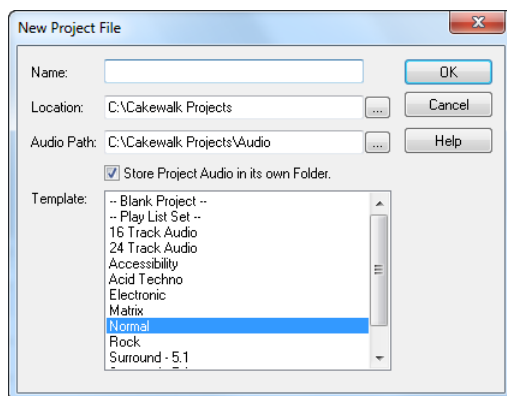 New Project File
Name:
OK
Location: C:\Cakewalk Projects ...
Cancel
Audio Path: C:\Cakewalk Projects\Audio ...
Help
Store Project Audio in its own Folder.
Template:
-- Blank Project --
-- Play List Set --
16 Track Audio
24 Track Audio
Accessibility
Acid Techno
Electronic
Matrix
Normal
Rock
Surround - 5.1